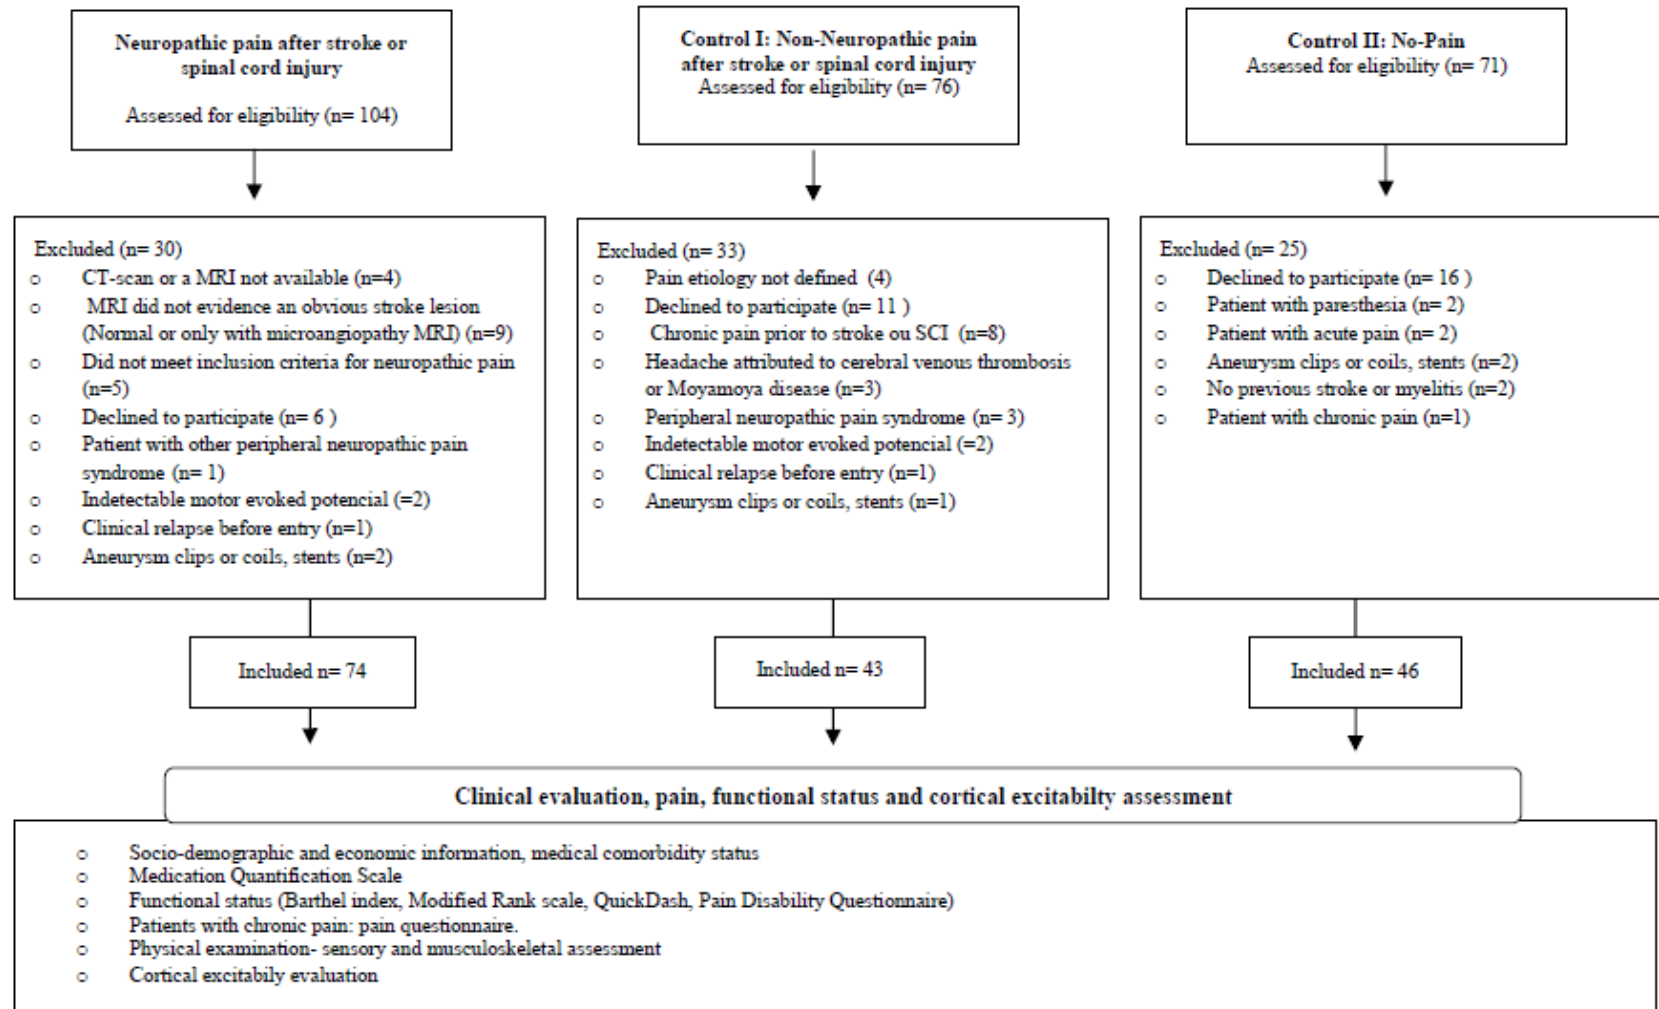 Neuropathic pain after stroke or
spinal cord injury
Assessed for eligibility (n= 104)
Control I: Non-Neuropathic pain
after stroke or spinal cord injury
Assessed for eligibility (n= 76)
Control II: No-Pain
Assessed for eligibility (n= 71)
Excluded (n= 30)
o CT-scan or a MRI not available (n=4)
o MRI did not evidence an obvious stroke lesion
(Normal or only with microangiopathy MRI) (n=9)
o Did not meet inclusion criteria for neuropathic pain
(n=5)
o Declined to participate (n= 6 )
o Patient with other peripheral neuropathic pain
syndrome (n= 1)
o Indetectable motor evoked potencial (=2)
o Clinical relapse before entry (n=1)
o Aneurysm clips or coils, stents (n=2)
Excluded (n= 33)
o Pain etiology not defined (4)
o Declined to participate (n= 11 )
o Chronic pain prior to stroke ou SCI (n=8)
o Headache attributed to cerebral venous thrombosis
or Moyamoya disease (n=3)
o Peripheral neuropathic pain syndrome (n= 3)
o Indetectable motor evoked potencial (=2)
o Clinical relapse before entry (n=1)
o Aneurysm clips or coils, stents (n=1)
Excluded (n= 25)
o Declined to participate (n= 16 )
o Patient with paresthesia (n= 2)
o Patient with acute pain (n= 2)
o Aneurysm clips or coils, stents (n=2)
o No previous stroke or myelitis (n=2)
o Patient with chronic pain (n=1)
Included n= 74
Included n= 43
Included n= 46
Clinical evaluation, pain, functional status and cortical excitabilty assessment
o Socio-demographic and economic information, medical comorbidity status
o Medication Quantification Scale
o Functional status (Barthel index, Modified Rank scale, QuickDash, Pain Disability Questionnaire)
o Patients with chronic pain: pain questionnaire.
o Physical examination- sensory and musculoskeletal assessment
o Cortical excitabily evaluation